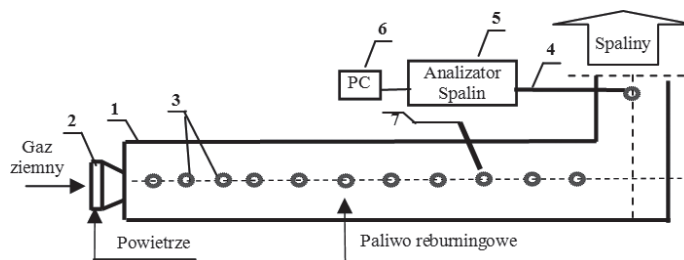 Spaliny
6
5
4
PC
Analizator
Spalin
1
2
3
7
Gaz
ziemny
Powietrze
Paliwo reburningowe